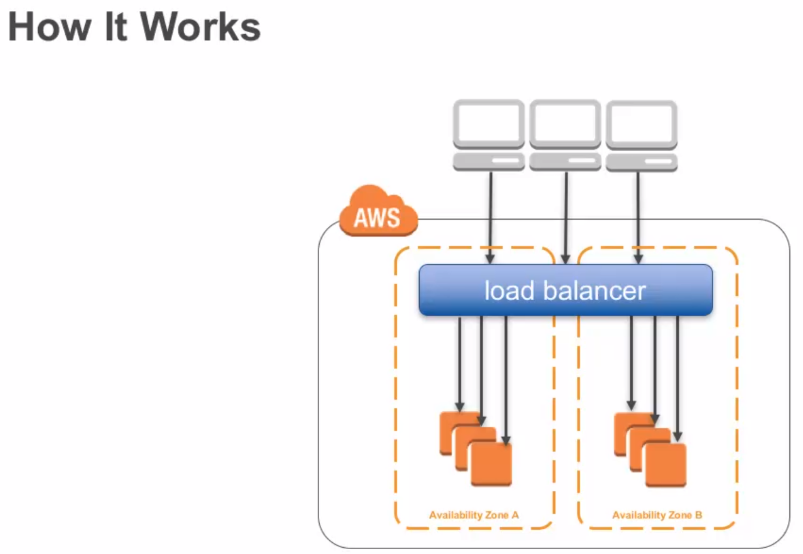 How It Works
AWS
load balancer
Availability Zone A
Availability Zone B